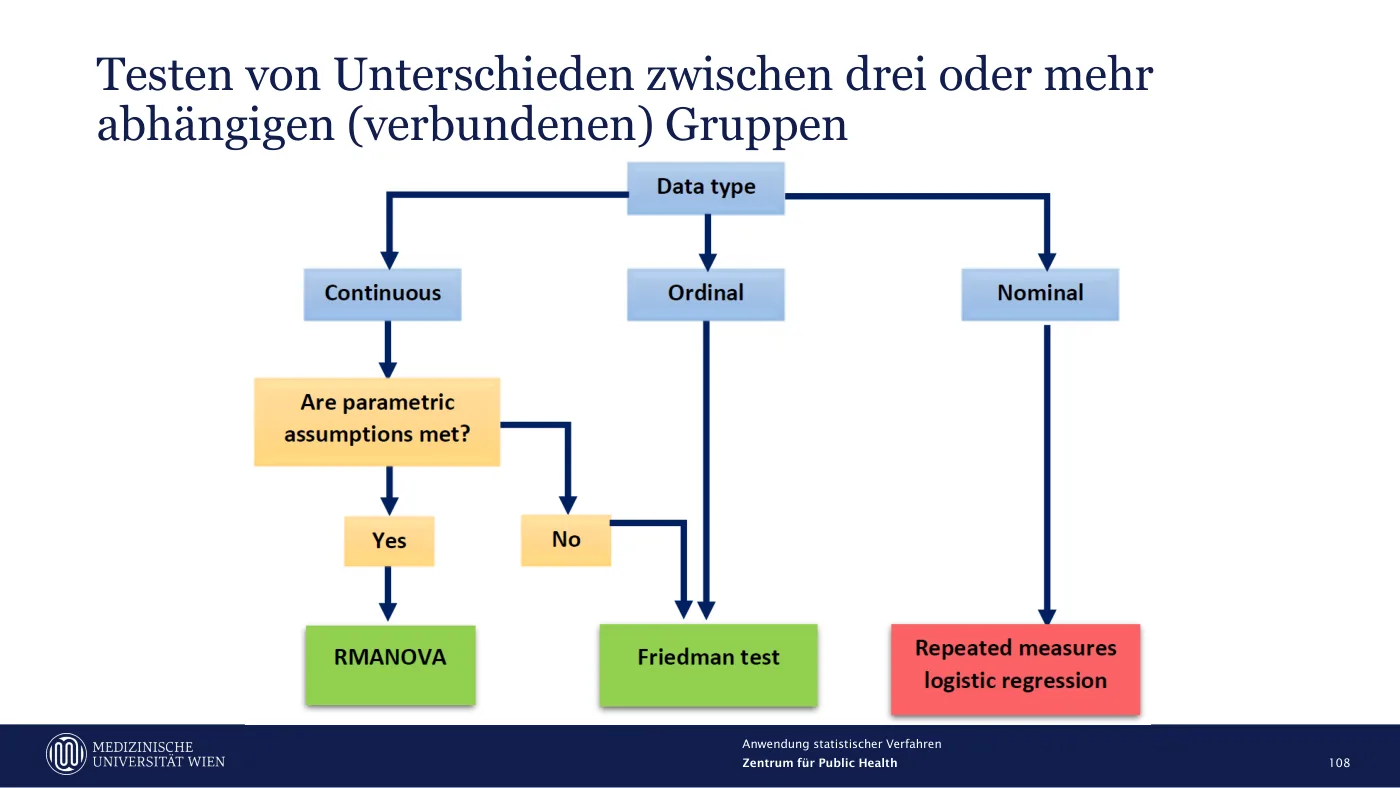 Testen von Unterschieden zwischen drei oder mehr
abhängigen (verbundenen) Gruppen
Data type
Continuous
Ordinal
Nominal
Are parametric
assumptions met?
Yes
No
RMANOVA
Friedman test
Repeated measures
logistic regression
MEDIZINISCHE
UNIVERSITÄT WIEN
Anwendung statistischer Verfahren
Zentrum für Public Health
108